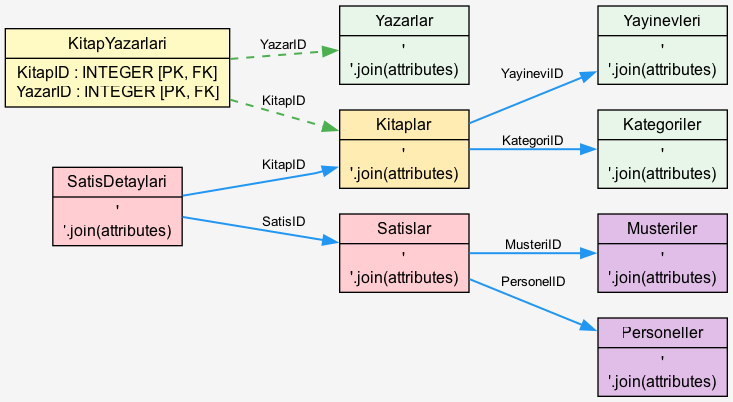 KitapYazarlari
KitapID : INTEGER [PK, FK]
YazarID : INTEGER [PK, FK]
SatisDetaylari
'
'.join(attributes)
YazarID
KitapID
KitapID
SatisID
Yazarlar
'
'.join(attributes)
Kitaplar
'
'.join(attributes)
Satislar
'
'.join(attributes)
YayineviID
KategoriID
MusteriID
PersonelID
Yayinevleri
'
'.join(attributes)
Kategoriler
'
'.join(attributes)
Musteriler
'
'.join(attributes)
Personeller
'
'.join(attributes)